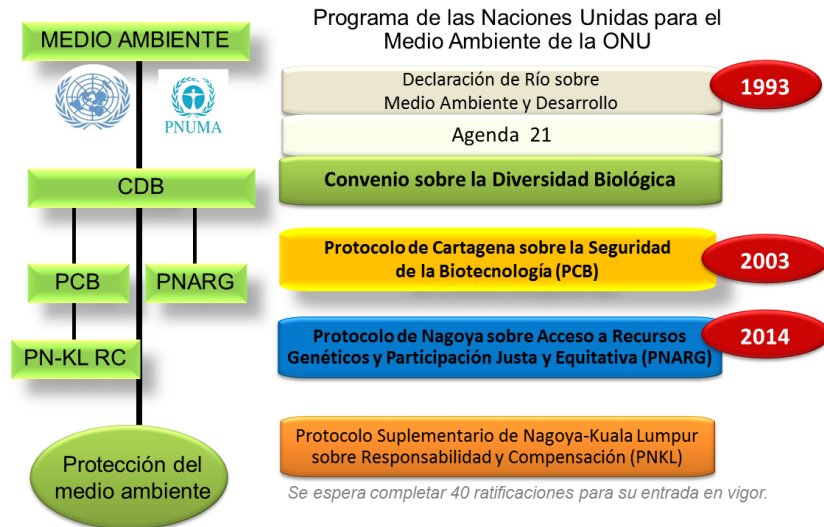 MEDIO AMBIENTE
PNUMA
CDB
PCB
PNARG
PN-KL RC
Protección del
medio ambiente
Programa de las Naciones Unidas para el
Medio Ambiente de la ONU
Declaración de Río sobre
Medio Ambiente y Desarrollo
1993
Agenda 21
Convenio sobre la Diversidad Biológica
Protocolo de Cartagena sobre la Seguridad
de la Biotecnología (PCB)
2003
Protocolo de Nagoya sobre Acceso a Recursos
Genéticos y Participación Justa y Equitativa (PNARG)
2014
Protocolo Suplementario de Nagoya-Kuala Lumpur
sobre Responsabilidad y Compensación (PNKL)
Se espera completar 40 ratificaciones para su entrada en vigor.